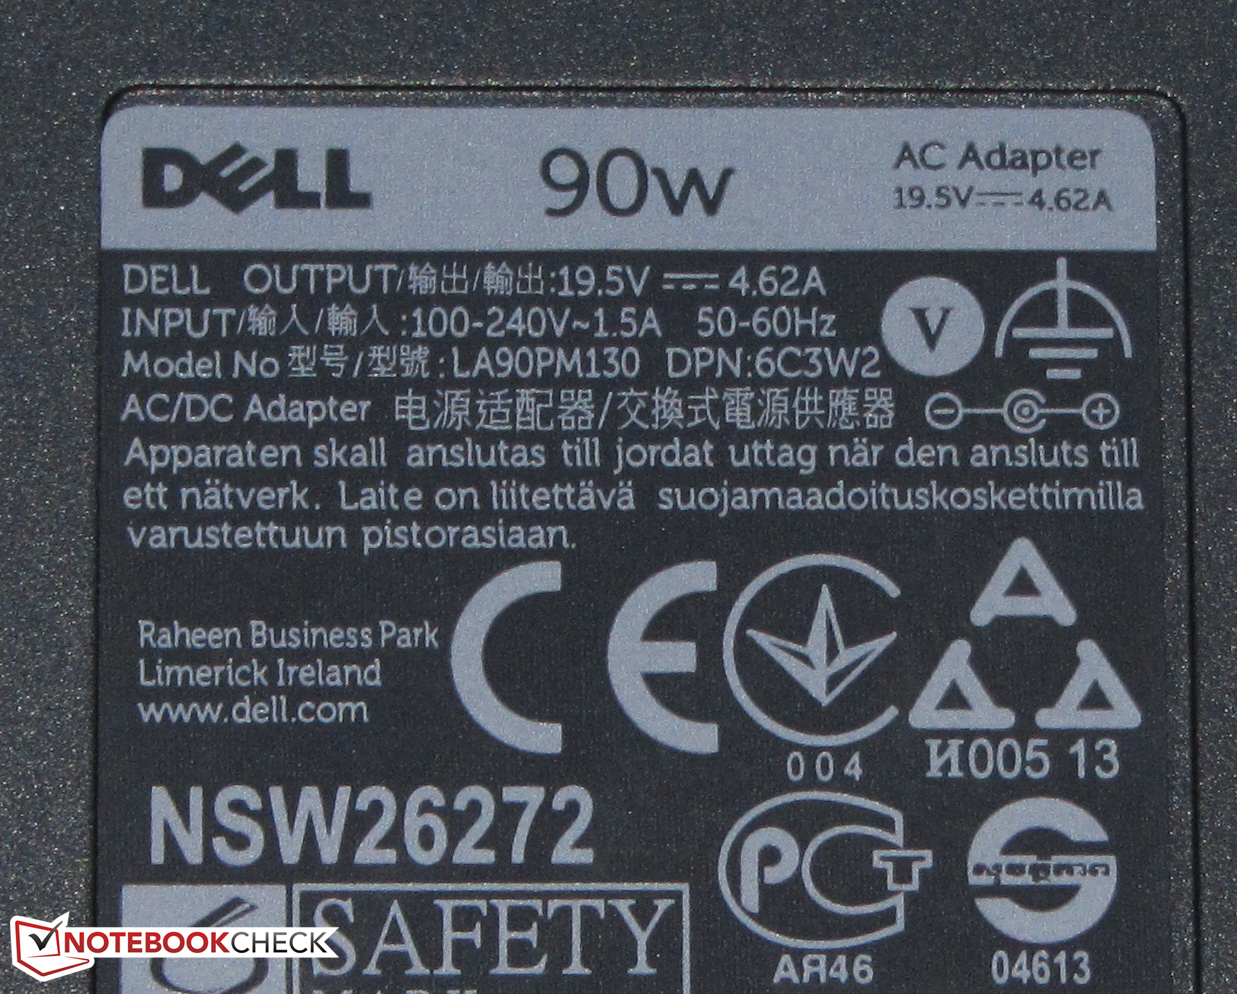 DELL 90w AC Adapter
19.5V⎓4.62A
DELL OUTPUT/输出/輸出:19.5V ⎓ 4.62A
INPUT/输入/輸入:100-240V~1.5A 50-60Hz
V
Model No 型号/型號:LA90PM130 DPN:6C3W2
AC/DC Adapter 电源适配器/交換式電源供應器
Apparaten skall anslutas till jordat uttag när den ansluts till
ett nätverk. Laite on liitettävä suojamaadoituskoskettimilla
varustettuun pistorasiaan.
Raheen Business Park
Limerick Ireland
www.dell.com
CE
004
И005 13
NSW26272
PCT
АЯ46
04613
SAFETY
NOTEBOOKCHECK